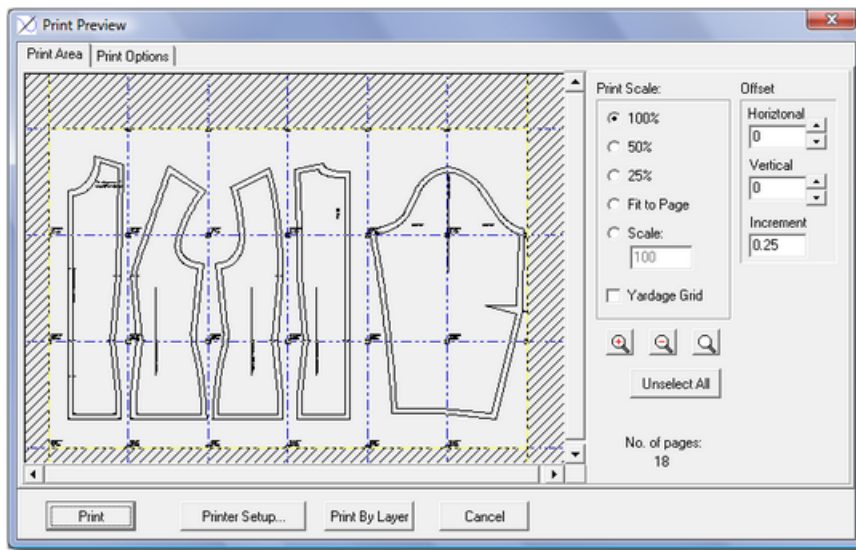 Print Preview
Print Area
Print Options
Print Scale:
100%
50%
25%
Fit to Page
Scale:
100
Yardage Grid
Offset
Horiztonal
0
Vertical
0
Increment
0.25
Unselect All
No. of pages:
18
Print
Printer Setup...
Print By Layer
Cancel